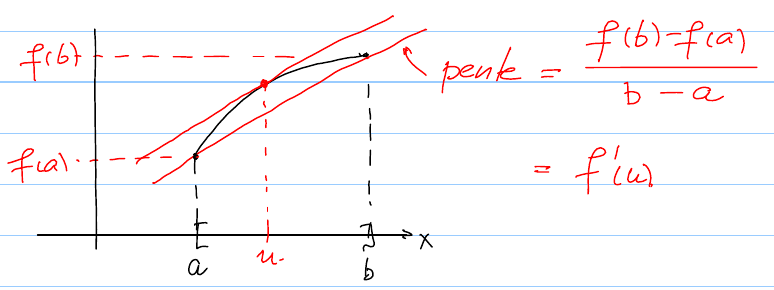 f(b)
pente = f(b)-f(a)
b-a
f(a)
= f'(u)
x
a
u
b